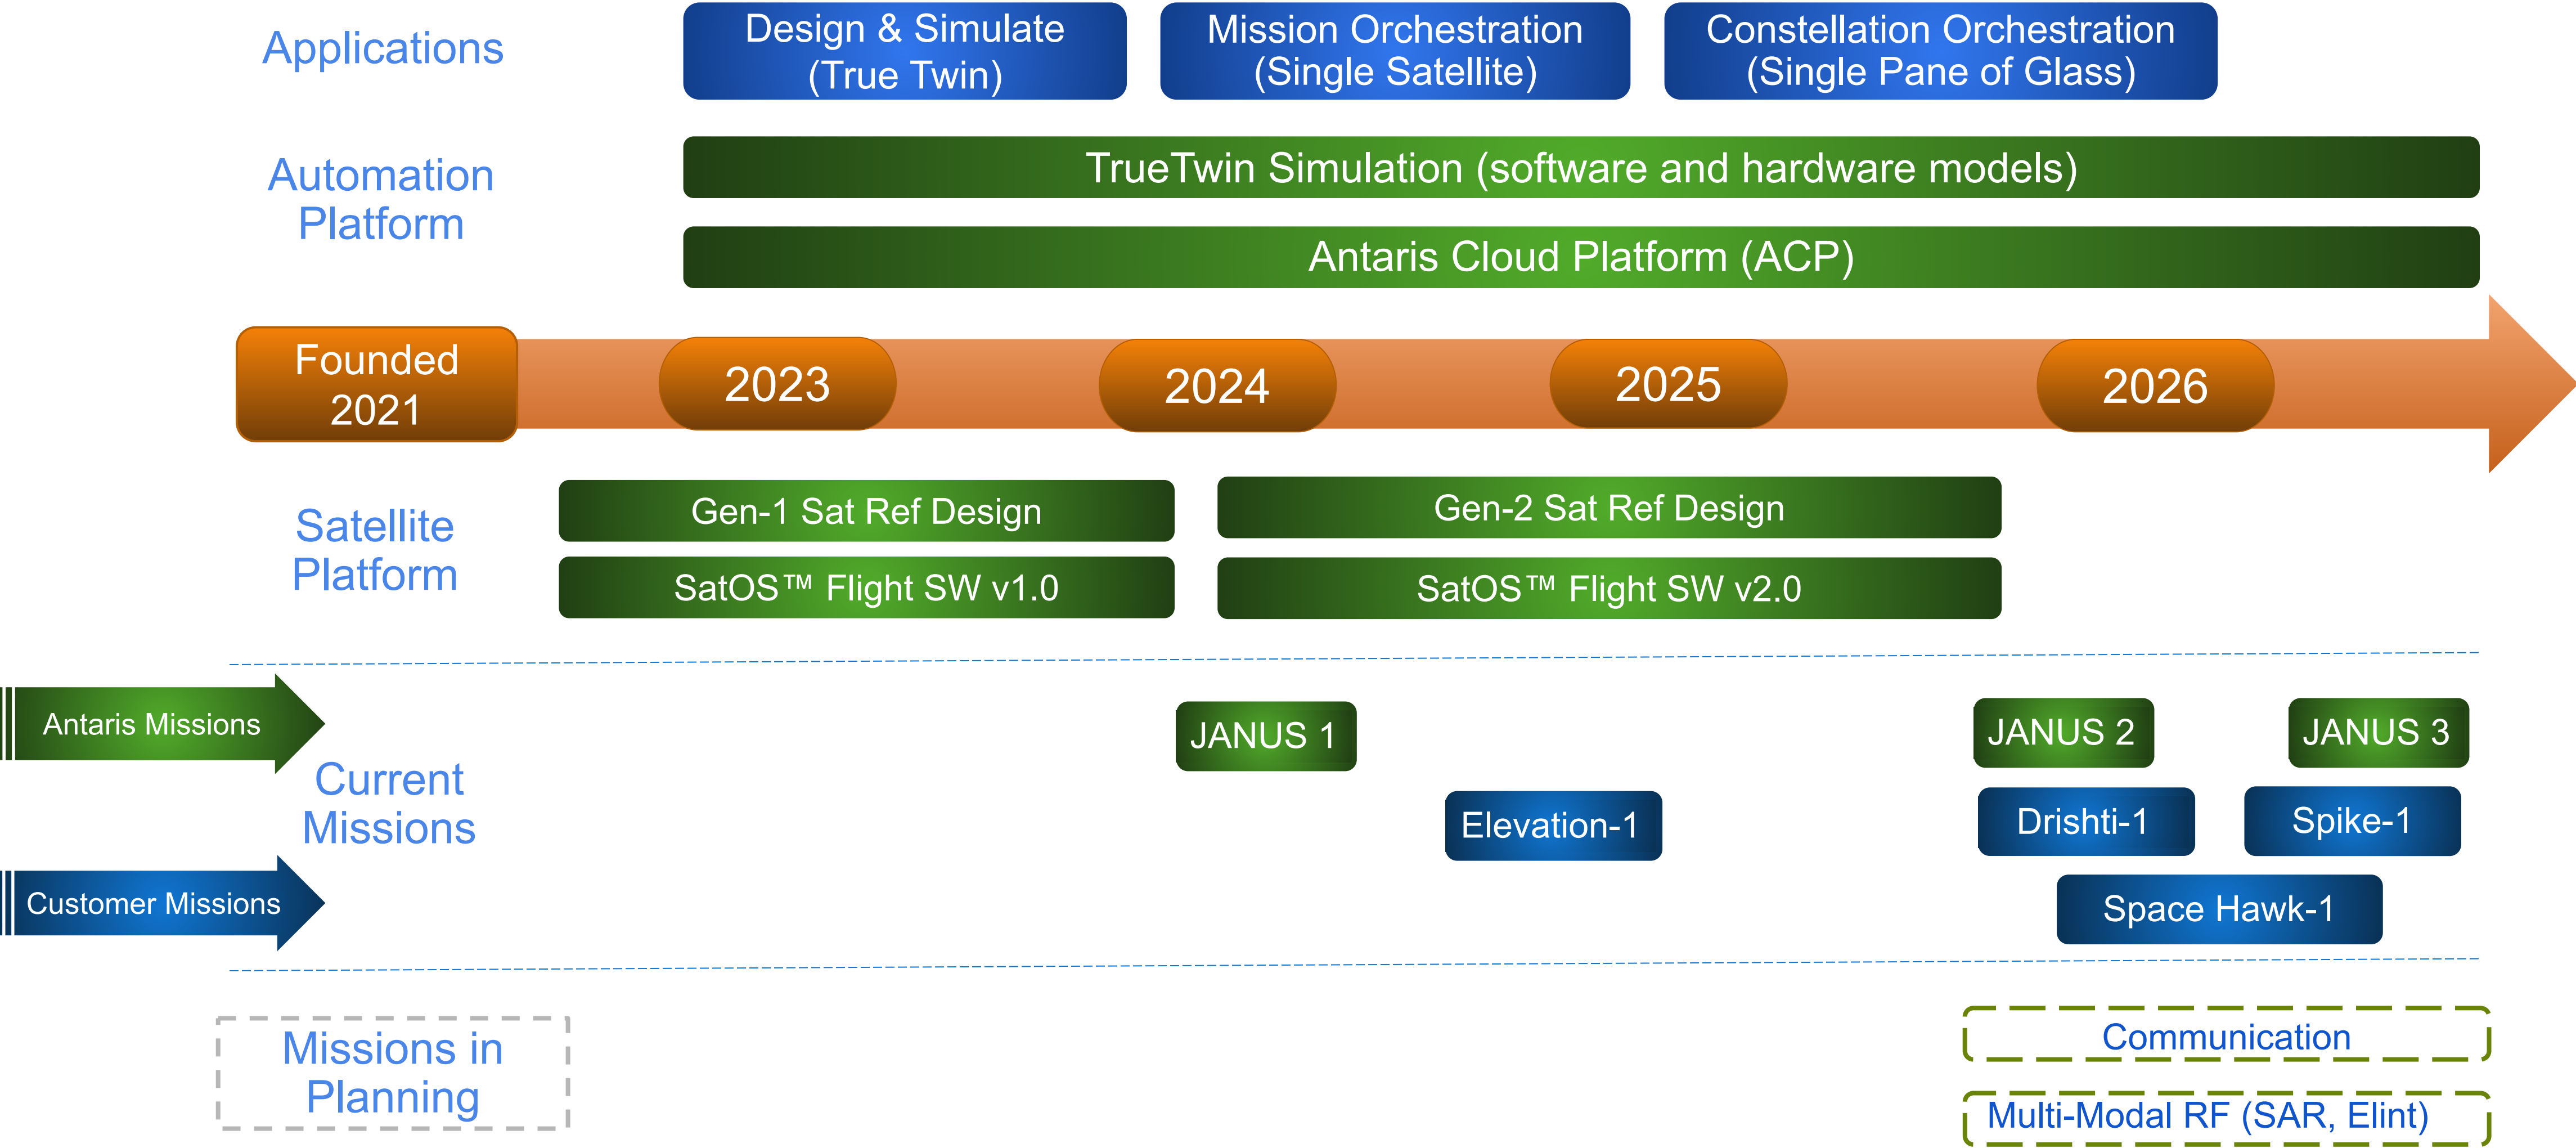 Applications
Design & Simulate
(True Twin)
Mission Orchestration
(Single Satellite)
Constellation Orchestration
(Single Pane of Glass)
Automation
Platform
TrueTwin Simulation (software and hardware models)
Antaris Cloud Platform (ACP)
Founded
2021
2023
2024
2025
2026
Satellite
Platform
Gen-1 Sat Ref Design
Gen-2 Sat Ref Design
SatOS™ Flight SW v1.0
SatOS™ Flight SW v2.0
Antaris Missions
Current
Missions
Customer Missions
JANUS 1
JANUS 2
JANUS 3
Elevation-1
Drishti-1
Spike-1
Space Hawk-1
Missions in
Planning
Communication
Multi-Modal RF (SAR, Elint)